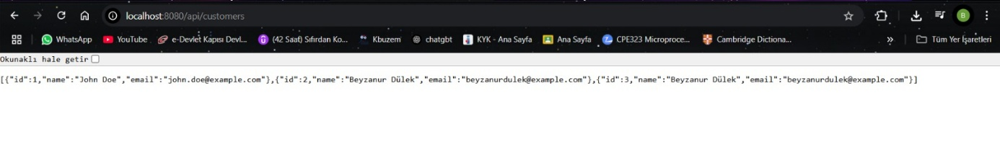 localhost:8080/api/customers
B
WhatsApp YouTube e-Devlet Kapısı Devl... (42 Saat) Sıfırdan Ko... Kbuzem chatgbt KYK - Ana Sayfa Ana Sayfa CPE323 Microproce... Cambridge Dictiona... » Tüm Yer İşaretleri
Okunaklı hale getir
[{"id":1,"name":"John Doe","email":"john.doe@example.com"},{"id":2,"name":"Beyzanur Dülek","email":"beyzanurdulek@example.com"},{"id":3,"name":"Beyzanur Dülek","email":"beyzanurdulek@example.com"}]